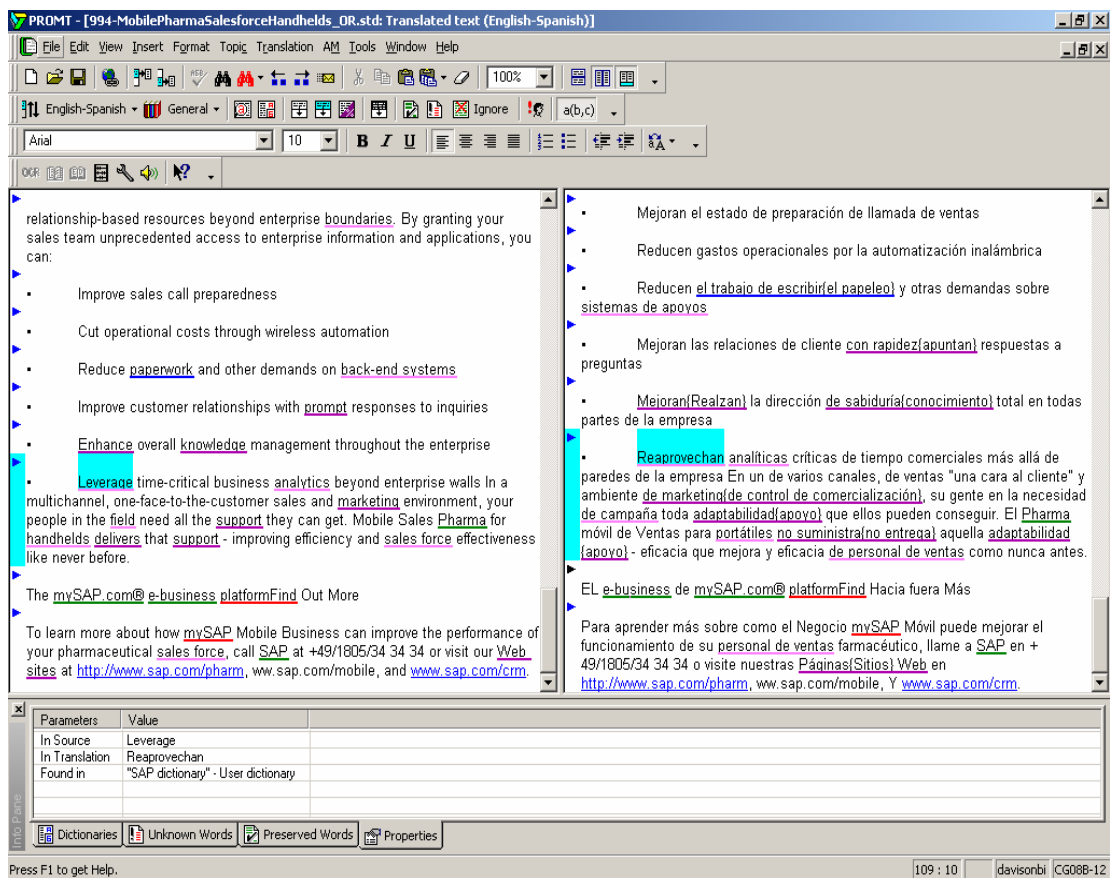 PROMT - [994-MobilePharmaSalesforceHandhelds_OR.std: Translated text (English-Spanish)]
File Edit View Insert Format Topic Translation AM Tools Window Help
100%
English-Spanish General Ignore a(b,c)
Arial 10 B I U
OCR
relationship-based resources beyond enterprise boundaries. By granting your
sales team unprecedented access to enterprise information and applications, you
can:
▪ Improve sales call preparedness
▪ Cut operational costs through wireless automation
▪ Reduce paperwork and other demands on back-end systems
▪ Improve customer relationships with prompt responses to inquiries
▪ Enhance overall knowledge management throughout the enterprise
▪ Leverage time-critical business analytics beyond enterprise walls In a
multichannel, one-face-to-the-customer sales and marketing environment, your
people in the field need all the support they can get. Mobile Sales Pharma for
handhelds delivers that support - improving efficiency and sales force effectiveness
like never before.
The mySAP.com® e-business platformFind Out More
To learn more about how mySAP Mobile Business can improve the performance of
your pharmaceutical sales force, call SAP at +49/1805/34 34 34 or visit our Web
sites at http://www.sap.com/pharm, ww.sap.com/mobile, and www.sap.com/crm.
▪ Mejoran el estado de preparación de llamada de ventas
▪ Reducen gastos operacionales por la automatización inalámbrica
▪ Reducen el trabajo de escribir{el papeleo} y otras demandas sobre
sistemas de apoyos
▪ Mejoran las relaciones de cliente con rapidez{apuntan} respuestas a
preguntas
▪ Mejoran{Realzan} la dirección de sabiduría{conocimiento} total en todas
partes de la empresa
▪ Reaprovechan analíticas críticas de tiempo comerciales más allá de
paredes de la empresa En un de varios canales, de ventas "una cara al cliente" y
ambiente de marketing{de control de comercialización}, su gente en la necesidad
de campaña toda adaptabilidad{apoyo} que ellos pueden conseguir. El Pharma
móvil de Ventas para portátiles no suministra{no entrega} aquella adaptabilidad
{apoyo} - eficacia que mejora y eficacia de personal de ventas como nunca antes.
EL e-business de mySAP.com® platformFind Hacia fuera Más
Para aprender más sobre como el Negocio mySAP Móvil puede mejorar el
funcionamiento de su personal de ventas farmacéutico, llame a SAP en +
49/1805/34 34 34 o visite nuestras Páginas{Sitios} Web en
http://www.sap.com/pharm, ww.sap.com/mobile, Y www.sap.com/crm.
Parameters Value
In Source Leverage
In Translation Reaprovechan
Found in "SAP dictionary" - User dictionary
Info Pane
Dictionaries Unknown Words Preserved Words Properties
Press F1 to get Help. 109 : 10 davisonbi CG08B-12